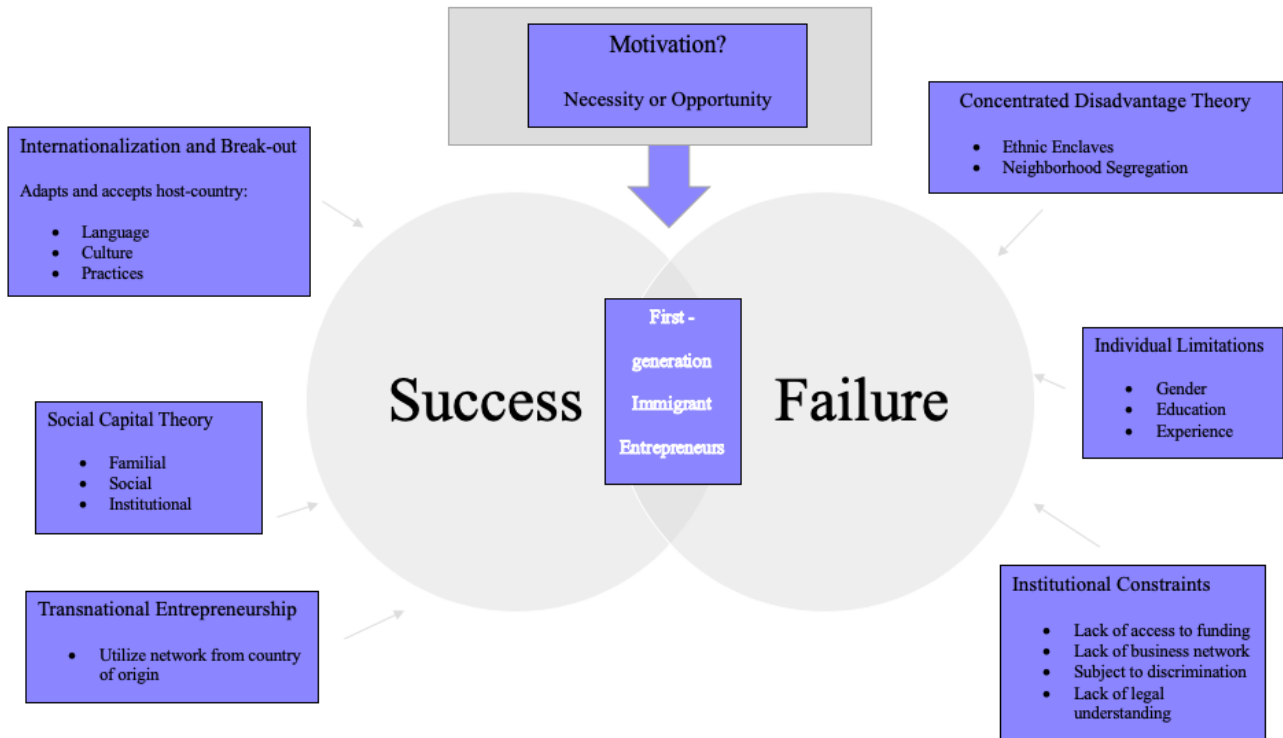 Motivation?
Necessity or Opportunity
Internationalization and Break-out
Adapts and accepts host-country:
• Language
• Culture
• Practices
Social Capital Theory
• Familial
• Social
• Institutional
Transnational Entrepreneurship
• Utilize network from country
of origin
Success
First -
generation
Immigrant
Entrepreneurs
Failure
Concentrated Disadvantage Theory
• Ethnic Enclaves
• Neighborhood Segregation
Individual Limitations
• Gender
• Education
• Experience
Institutional Constraints
• Lack of access to funding
• Lack of business network
• Subject to discrimination
• Lack of legal
understanding